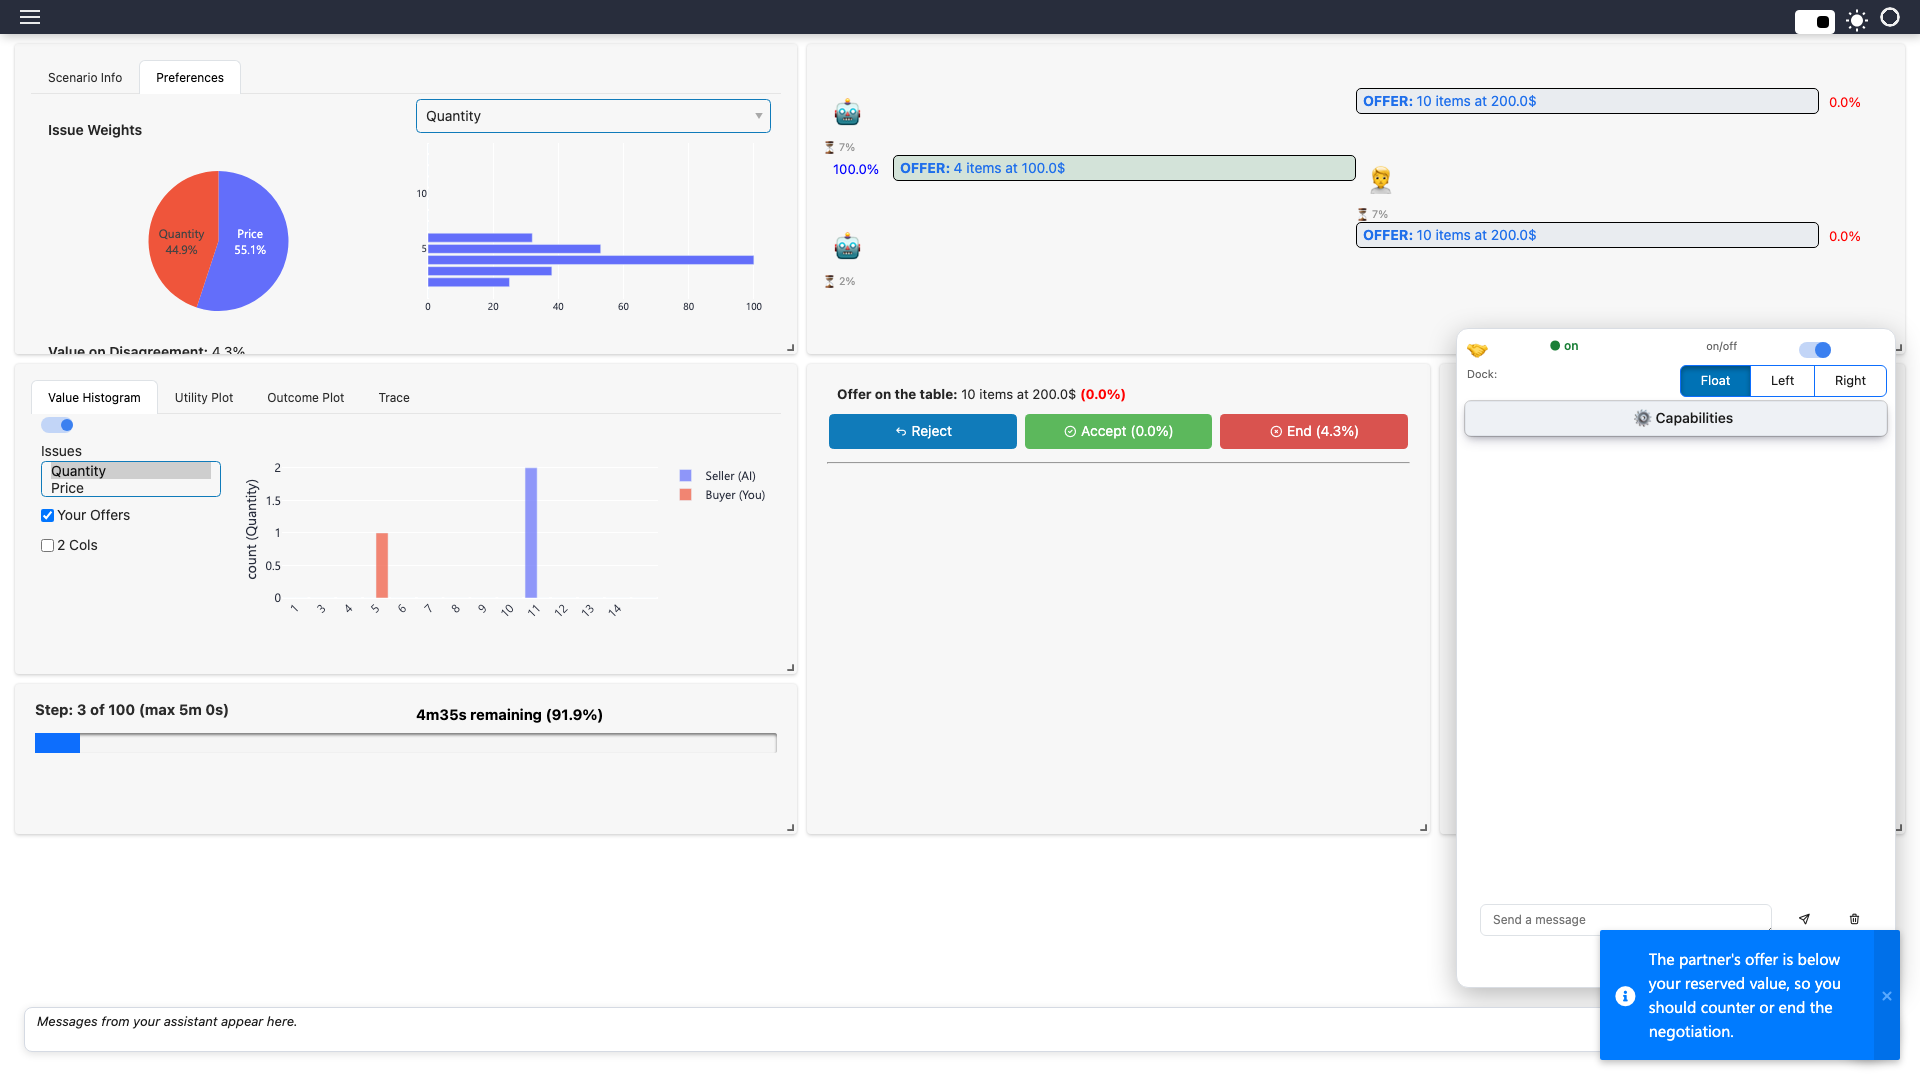 Scenario Info
Preferences
Issue Weights
Quantity
Quantity
44.9%
Price
55.1%
10
5
0
20
40
60
80
100
Value on Disagreement: 4.3%
OFFER: 10 items at 200.0$
0.0%
7%
100.0%
OFFER: 4 items at 100.0$
7%
OFFER: 10 items at 200.0$
0.0%
2%
Value Histogram
Utility Plot
Outcome Plot
Trace
Issues
Quantity
Price
Your Offers
2 Cols
count (Quantity)
2
1.5
1
0.5
0
1
3
4
5
6
7
8
9
10
11
12
13
14
Seller (AI)
Buyer (You)
Step: 3 of 100 (max 5m 0s)
4m35s remaining (91.9%)
Offer on the table: 10 items at 200.0$ (0.0%)
Reject
Accept (0.0%)
End (4.3%)
on
on/off
Dock:
Float
Left
Right
Capabilities
Send a message
The partner's offer is below
your reserved value, so you
should counter or end the
negotiation.
Messages from your assistant appear here.